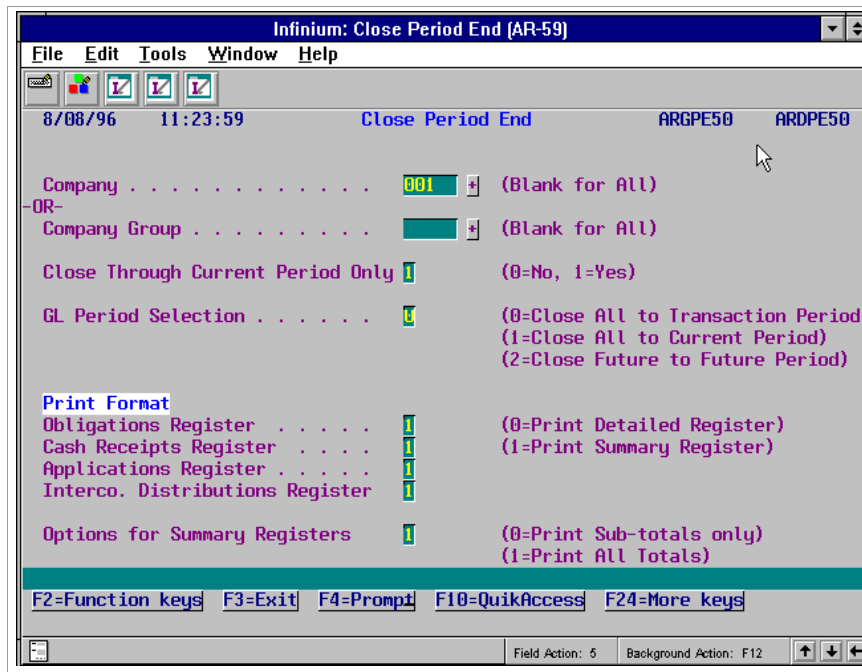 Infinium: Close Period End (AR-59)
File Edit Tools Window Help
8/08/96 11:23:59 Close Period End ARGPE50 ARDPE50
Company . . . . . . . . . . . . 001 + (Blank for All)
-OR-
Company Group . . . . . . . . . + (Blank for All)
Close Through Current Period Only 1 (0=No, 1=Yes)
GL Period Selection . . . . . . 0 (0=Close All to Transaction Period
(1=Close All to Current Period)
(2=Close Future to Future Period)
Print Format
Obligations Register . . . . . 1 (0=Print Detailed Register)
Cash Receipts Register . . . . 1 (1=Print Summary Register)
Applications Register . . . . . 1
Interco. Distributions Register 1
Options for Summary Registers 1 (0=Print Sub-totals only)
(1=Print All Totals)
F2=Function keys F3=Exit F4=Prompt F10=QuikAccess F24=More keys
Field Action: 5 Background Action: F12